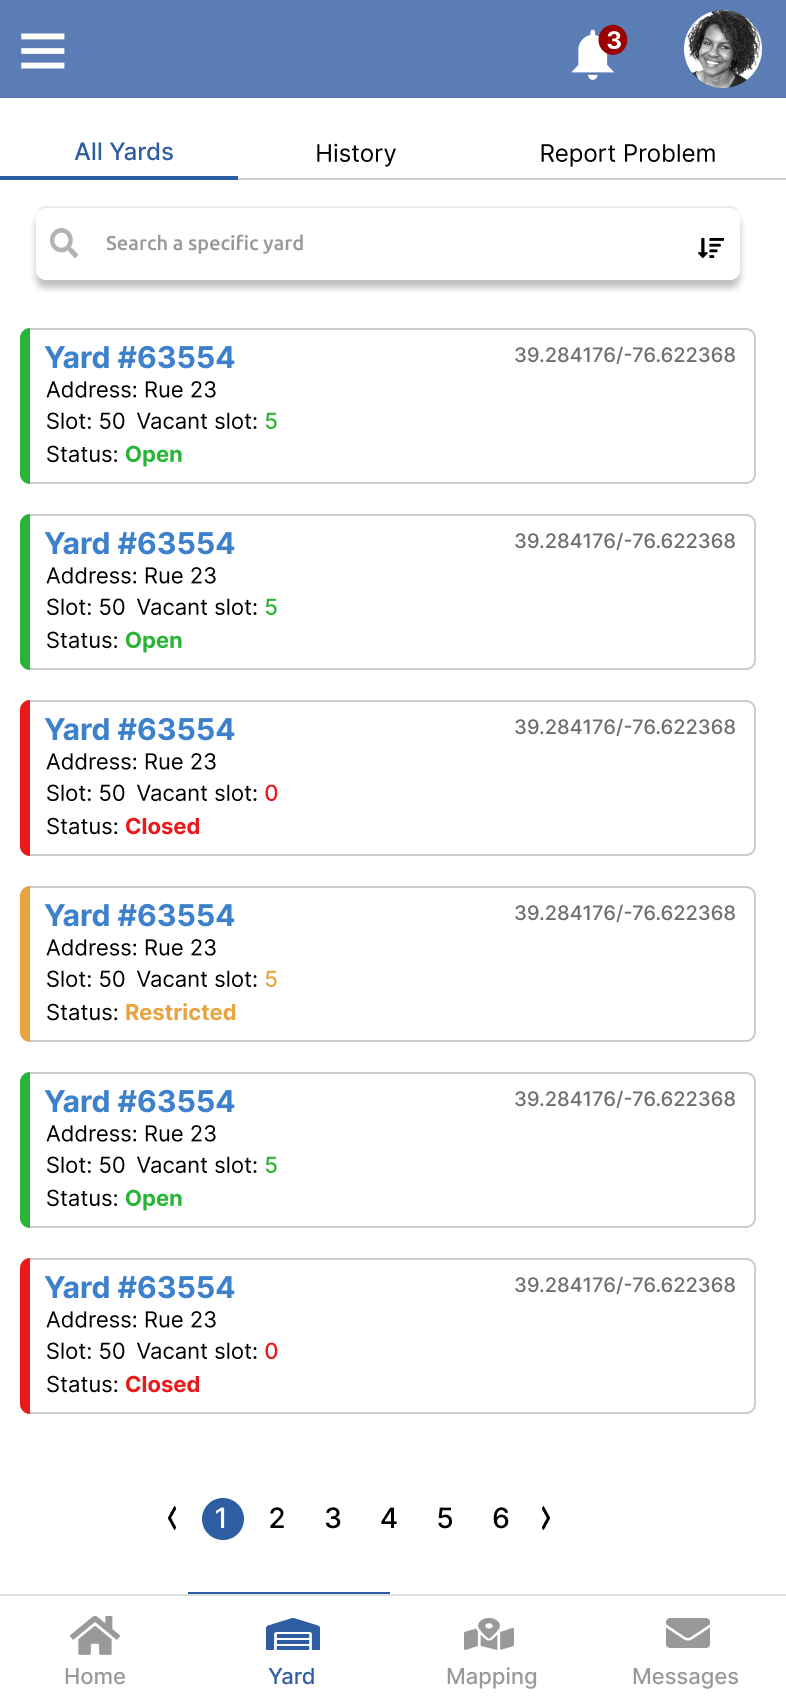 3
All Yards History Report Problem
Search a specific yard
Yard #63554 39.284176/-76.622368
Address: Rue 23
Slot: 50 Vacant slot: 5
Status: Open
Yard #63554 39.284176/-76.622368
Address: Rue 23
Slot: 50 Vacant slot: 5
Status: Open
Yard #63554 39.284176/-76.622368
Address: Rue 23
Slot: 50 Vacant slot: 0
Status: Closed
Yard #63554 39.284176/-76.622368
Address: Rue 23
Slot: 50 Vacant slot: 5
Status: Restricted
Yard #63554 39.284176/-76.622368
Address: Rue 23
Slot: 50 Vacant slot: 5
Status: Open
Yard #63554 39.284176/-76.622368
Address: Rue 23
Slot: 50 Vacant slot: 0
Status: Closed
1 2 3 4 5 6
Home Yard Mapping Messages